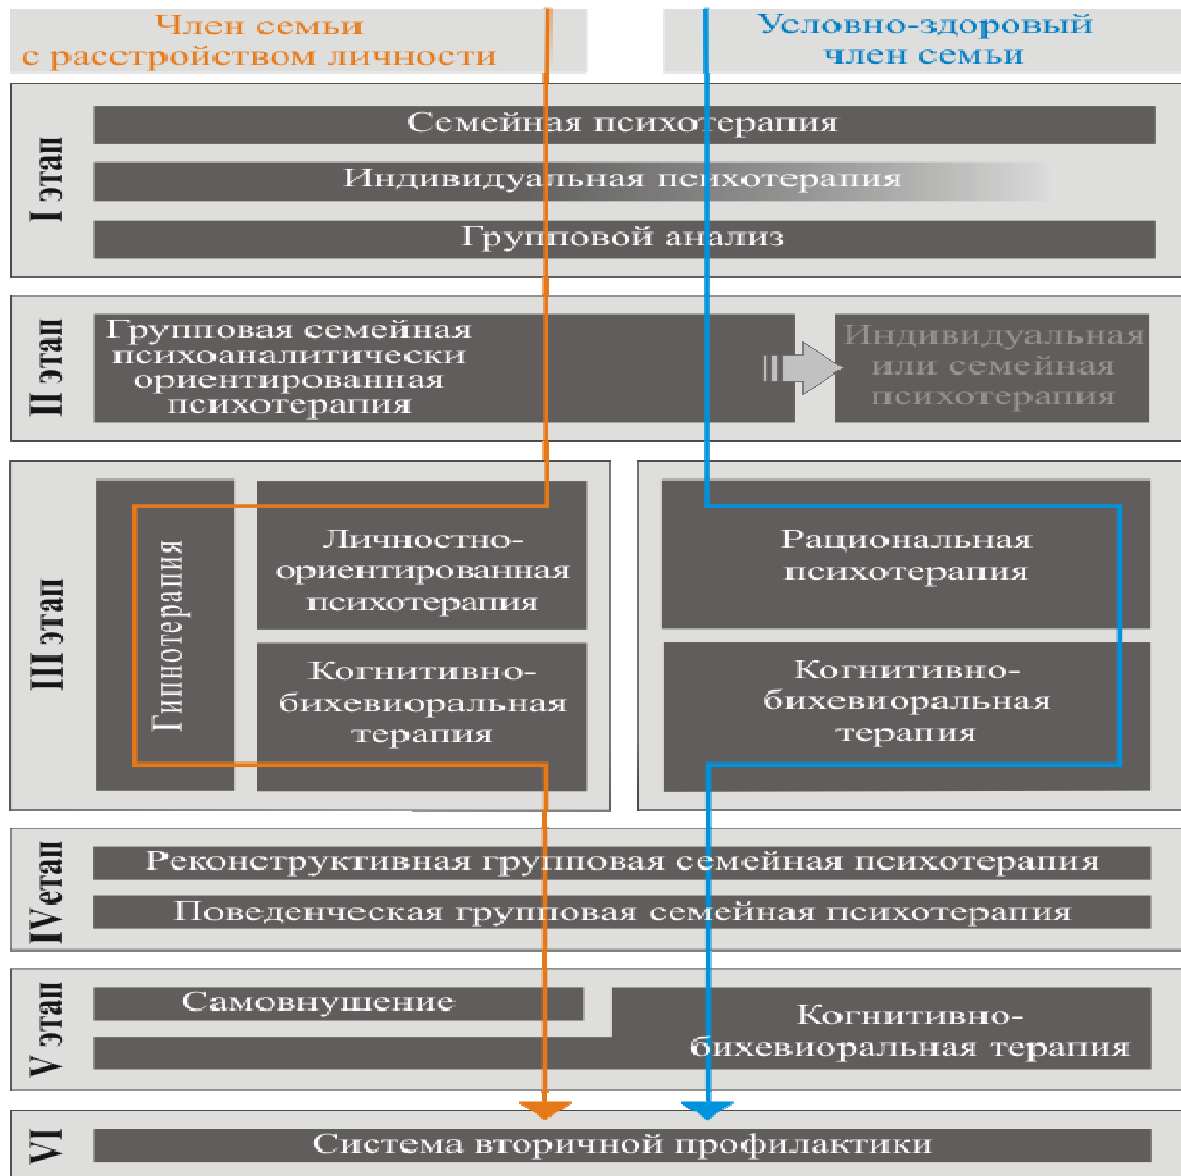 Член семьи
с расстройством личности
Условно-здоровый
член семьи
I этап
Семейная психотерапия
Индивидуальная психотерапия
Групповой анализ
II этап
Групповая семейная
психоаналитически
ориентированная
психотерапия
Индивидуальная
или семейная
психотерапия
III этап
Гипнотерапия
Личностно-
ориентированная
психотерапия
Когнитивно-
бихевиоральная
терапия
Рациональная
психотерапия
Когнитивно-
бихевиоральная
терапия
IV етап
Реконструктивная групповая семейная психотерапия
Поведенческая групповая семейная психотерапия
V этап
Самовнушение
Когнитивно-
бихевиоральная терапия
VI
Система вторичной профилактики